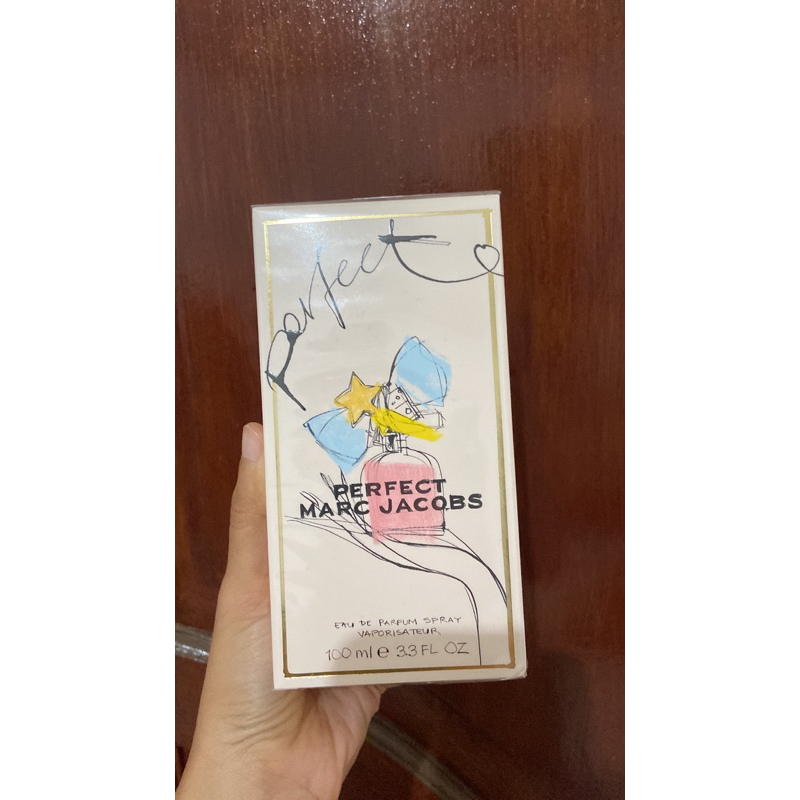 Perfect
PERFECT
MARC JACOBS
EAU DE PARFUM SPRAY
VAPORISATEUR
100 ml e 3.3 FL OZ